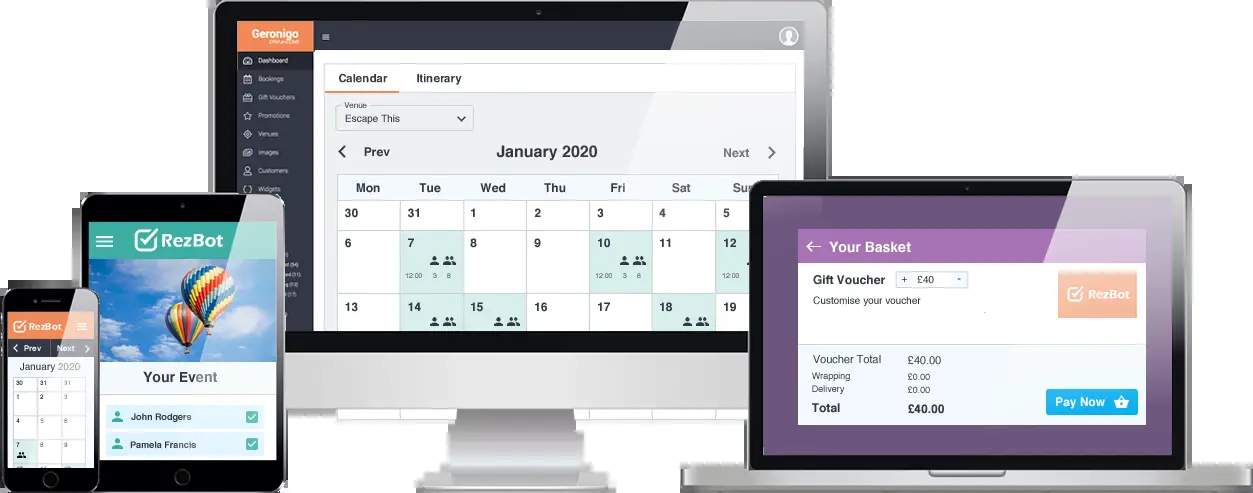 Geronigo
Dashboard
Bookings
Gift Vouchers
Promotions
Venues
Images
Customers
Widgets
Calendar Itinerary
Venue
Escape This
Prev January 2020 Next
Mon Tue Wed Thu Fri Sat Su
30 31 1 2 3 4 5
6 7 8 9 10 11 12
12:00 3 8 12:00 3 8 12:00
13 14 15 16 17 18 19
RezBot
Your Event
John Rodgers
Pamela Francis
RezBot
Prev Next
January 2020
30 31 31
1 2 3
4 5 6
7 8 9
Your Basket
Gift Voucher + £40 -
Customise your voucher
RezBot
Voucher Total £40.00
Wrapping £0.00
Delivery £0.00
Total £40.00
Pay Now